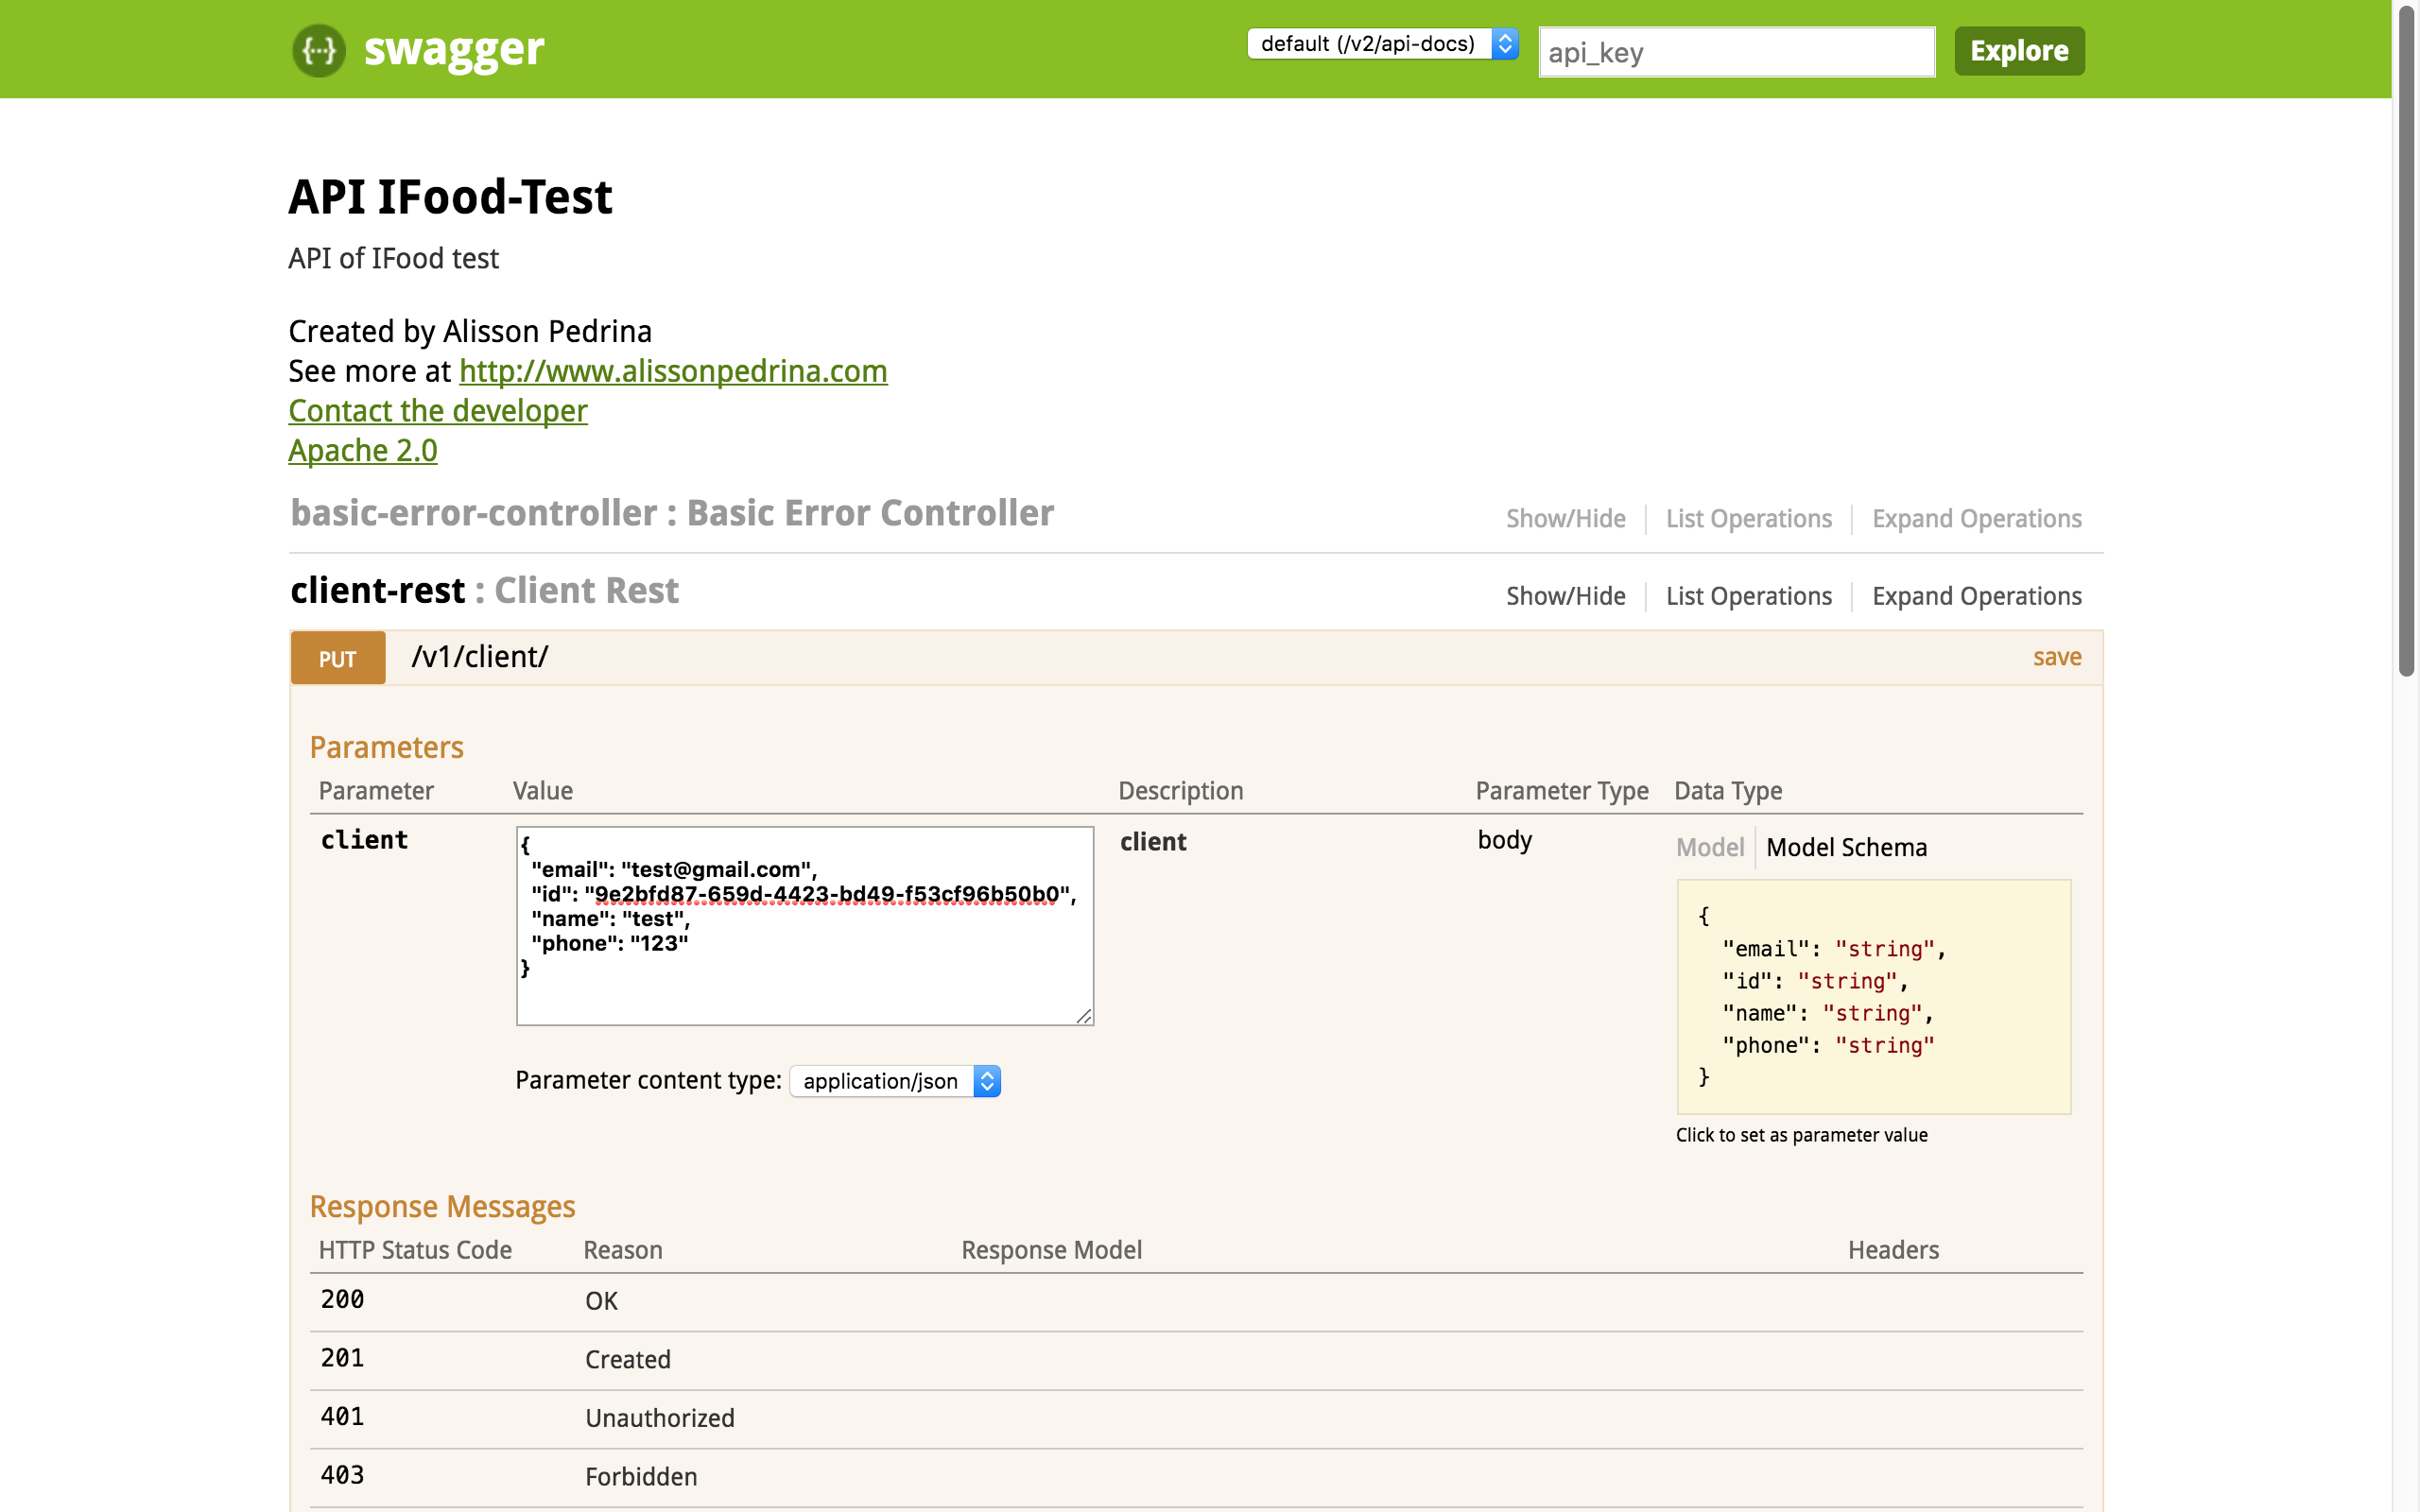 {···} swagger default (/v2/api-docs) api_key Explore
API IFood-Test
API of IFood test
Created by Alisson Pedrina
See more at http://www.alissonpedrina.com
Contact the developer
Apache 2.0
basic-error-controller : Basic Error Controller Show/Hide List Operations Expand Operations
client-rest : Client Rest Show/Hide List Operations Expand Operations
PUT /v1/client/ save
Parameters
Parameter Value Description Parameter Type Data Type
client
{
"email": "test@gmail.com",
"id": "9e2bfd87-659d-4423-bd49-f53cf96b50b0",
"name": "test",
"phone": "123"
}
Parameter content type: application/json
client
body
Model Model Schema
{
"email": "string",
"id": "string",
"name": "string",
"phone": "string"
}
Click to set as parameter value
Response Messages
HTTP Status Code Reason Response Model Headers
200 OK
201 Created
401 Unauthorized
403 Forbidden